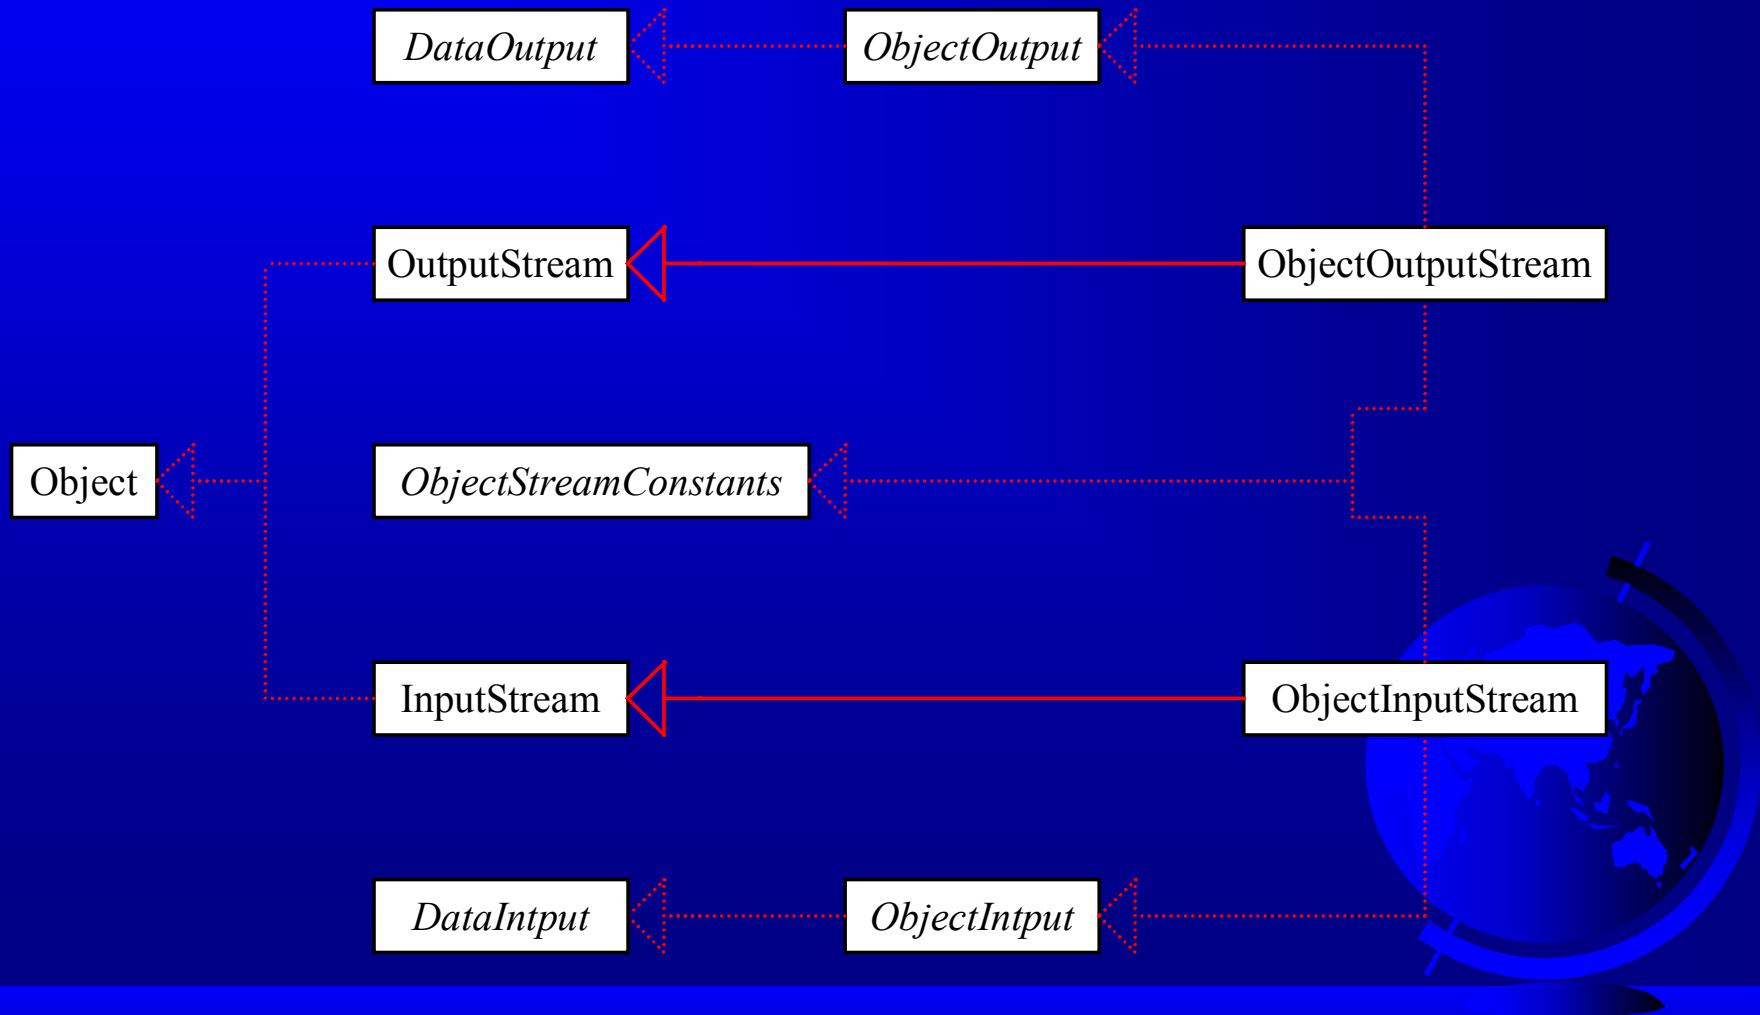 DataOutput
ObjectOutput
OutputStream
ObjectOutputStream
Object
ObjectStreamConstants
InputStream
ObjectInputStream
DataIntput
ObjectIntput